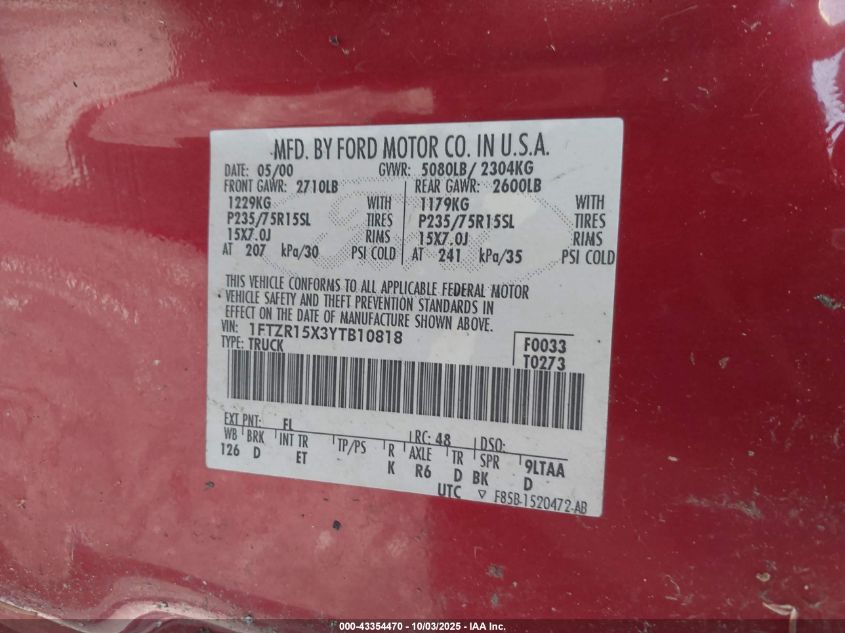 MFD. BY FORD MOTOR CO. IN U.S.A.
DATE: 05/00 GVWR: 5080LB/ 2304KG
FRONT GAWR: 2710LB REAR GAWR: 2600LB
1229KG WITH 1179KG WITH
P235/75R15SL TIRES P235/75R15SL TIRES
15X7.0J RIMS 15X7.0J RIMS
AT 207 kPa/30 PSI COLD AT 241 kPa/35 PSI COLD
THIS VEHICLE CONFORMS TO ALL APPLICABLE FEDERAL MOTOR
VEHICLE SAFETY AND THEFT PREVENTION STANDARDS IN
EFFECT ON THE DATE OF MANUFACTURE SHOWN ABOVE.
VIN: 1FTZR15X3YTB10818 F0033
TYPE: TRUCK T0273
EXT PNT: FL RC: 48 DSO:
WB BRK INT TR TP/PS R AXLE TR SPR 9LTAA
126 D ET K R6 D BK D
UTC ▽ F85B-1520472-AB
000-43354470 - 10/03/2025 - IAA Inc.